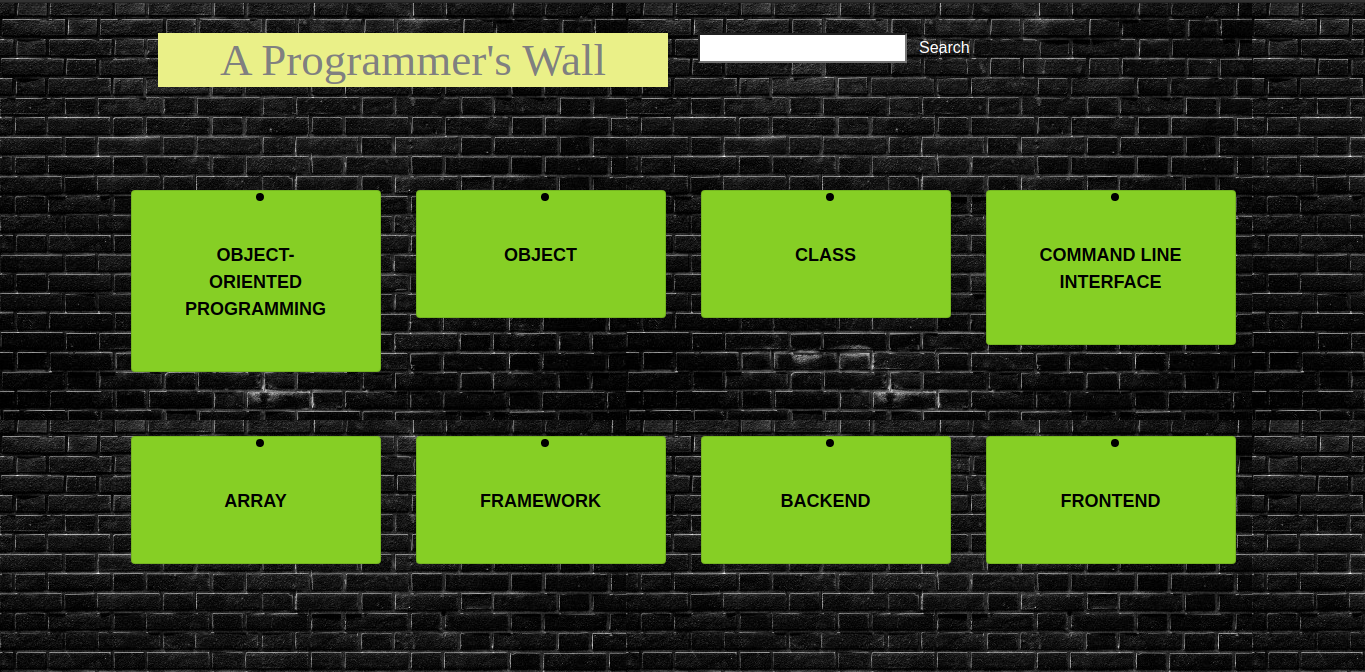 A Programmer's Wall
Search
OBJECT-
ORIENTED
PROGRAMMING
OBJECT
CLASS
COMMAND LINE
INTERFACE
ARRAY
FRAMEWORK
BACKEND
FRONTEND